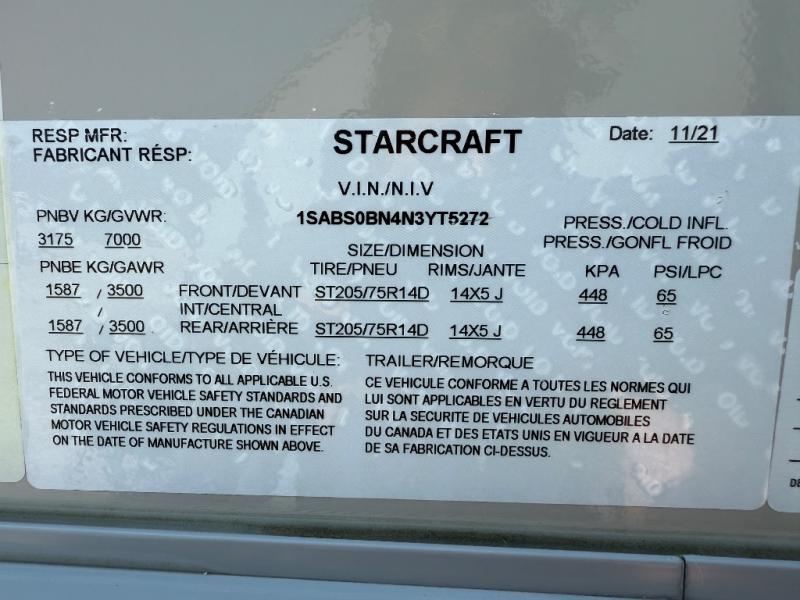 RESP MFR: STARCRAFT Date: 11/21
FABRICANT RÉSP:
V.I.N./N.I.V
PNBV KG/GVWR: 1SABS0BN4N3YT5272 PRESS./COLD INFL.
3175 7000 SIZE/DIMENSION PRESS./GONFL FROID
PNBE KG/GAWR TIRE/PNEU RIMS/JANTE KPA PSI/LPC
1587 / 3500 FRONT/DEVANT ST205/75R14D 14X5 J 448 65
/ INT/CENTRAL c
1587 / 3500 REAR/ARRIÈRE ST205/75R14D 14X5 J 448 65
TYPE OF VEHICLE/TYPE DE VÉHICULE: TRAILER/REMORQUE
THIS VEHICLE CONFORMS TO ALL APPLICABLE U.S.
FEDERAL MOTOR VEHICLE SAFETY STANDARDS AND
STANDARDS PRESCRIBED UNDER THE CANADIAN
MOTOR VEHICLE SAFETY REGULATIONS IN EFFECT
ON THE DATE OF MANUFACTURE SHOWN ABOVE.
CE VEHICULE CONFORME A TOUTES LES NORMES QUI
LUI SONT APPLICABLES EN VERTU DU REGLEMENT
SUR LA SECURITE DE VEHICULES AUTOMOBILES
DU CANADA ET DES ETATS UNIS EN VIGUEUR A LA DATE
DE SA FABRICATION CI-DESSUS.